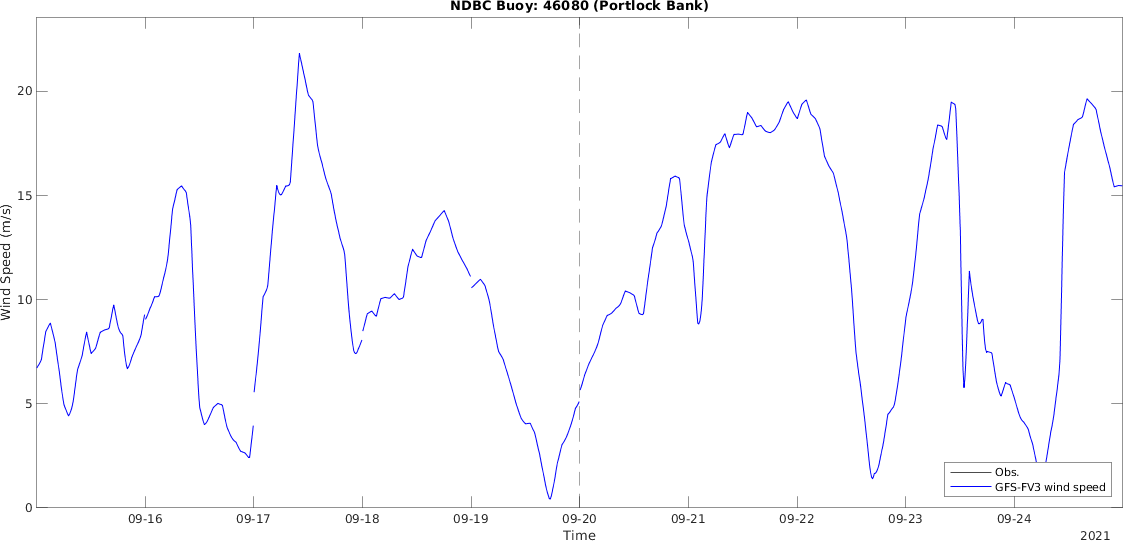 NDBC Buoy: 46080 (Portlock Bank)
Wind Speed (m/s)
20
15
10
5
0
09-16 09-17 09-18 09-19 09-20 09-21 09-22 09-23 09-24
Time
2021
Obs.
GFS-FV3 wind speed